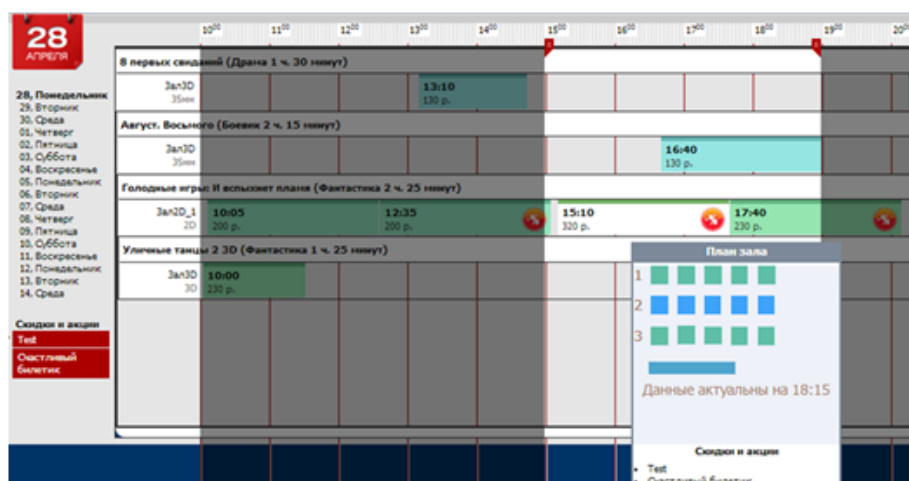 28
АПРЕЛЯ
10⁰⁰ 11⁰⁰ 12⁰⁰ 13⁰⁰ 14⁰⁰ 15⁰⁰ 16⁰⁰ 17⁰⁰ 18⁰⁰ 19⁰⁰ 20⁰⁰
28, Понедельник
29, Вторник
30, Среда
01, Четверг
02, Пятница
03, Суббота
04, Воскресенье
05, Понедельник
06, Вторник
07, Среда
08, Четверг
09, Пятница
10, Суббота
11, Воскресенье
12, Понедельник
13, Вторник
14, Среда
Скидки и акции
Test
Счастливый
билетик
8 первых свиданий (Драма 1 ч. 30 минут)
Зал3D
35мм
13:10
130 р.
Август. Восьмого (Боевик 2 ч. 15 минут)
Зал3D
35мм
16:40
130 р.
Голодные игры: И вспыхнет пламя (Фантастика 2 ч. 25 минут)
Зал2D_1
2D
10:05
200 р.
12:35
200 р.
15:10
320 р.
17:40
230 р.
Уличные танцы 2 3D (Фантастика 1 ч. 25 минут)
Зал3D
3D
10:00
230 р.
План зала
1
2
3
Данные актуальны на 18:15
Скидки и акции
Test
Счастливый билетик